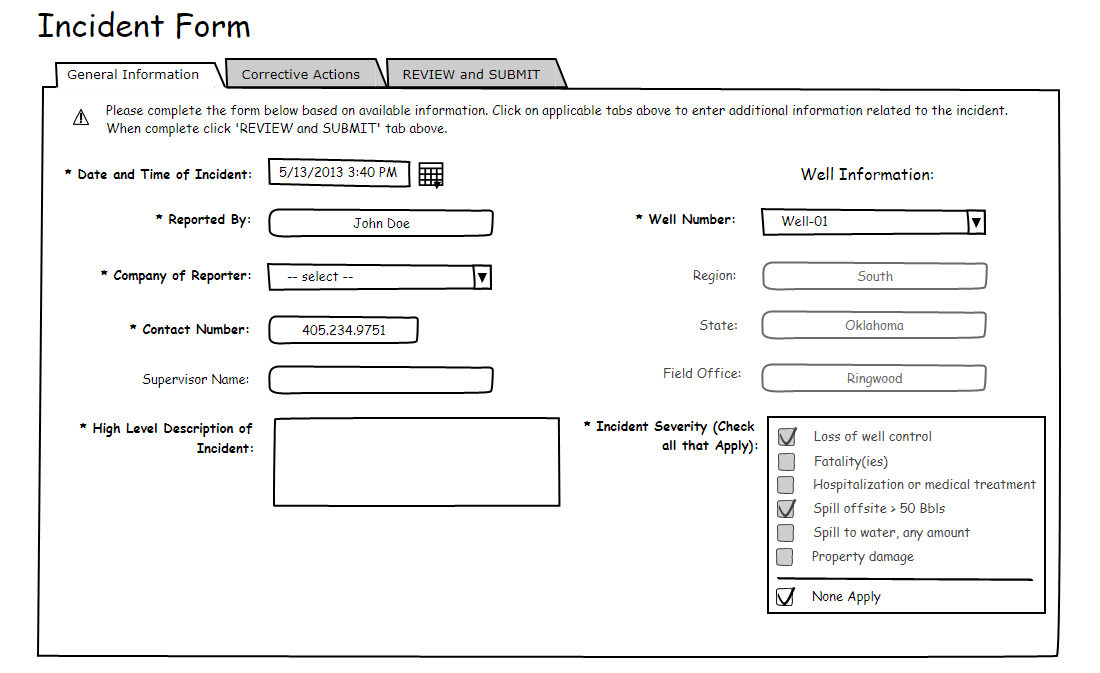 Incident Form
General Information
Corrective Actions
REVIEW and SUBMIT
Please complete the form below based on available information. Click on applicable tabs above to enter additional information related to the incident.
When complete click 'REVIEW and SUBMIT' tab above.
* Date and Time of Incident:
5/13/2013 3:40 PM
* Reported By:
John Doe
* Company of Reporter:
-- select --
* Contact Number:
405.234.9751
Supervisor Name:
* High Level Description of
Incident:
Well Information:
* Well Number:
Well-01
Region:
South
State:
Oklahoma
Field Office:
Ringwood
* Incident Severity (Check
all that Apply):
Loss of well control
Fatality(ies)
Hospitalization or medical treatment
Spill offsite > 50 Bbls
Spill to water, any amount
Property damage
None Apply